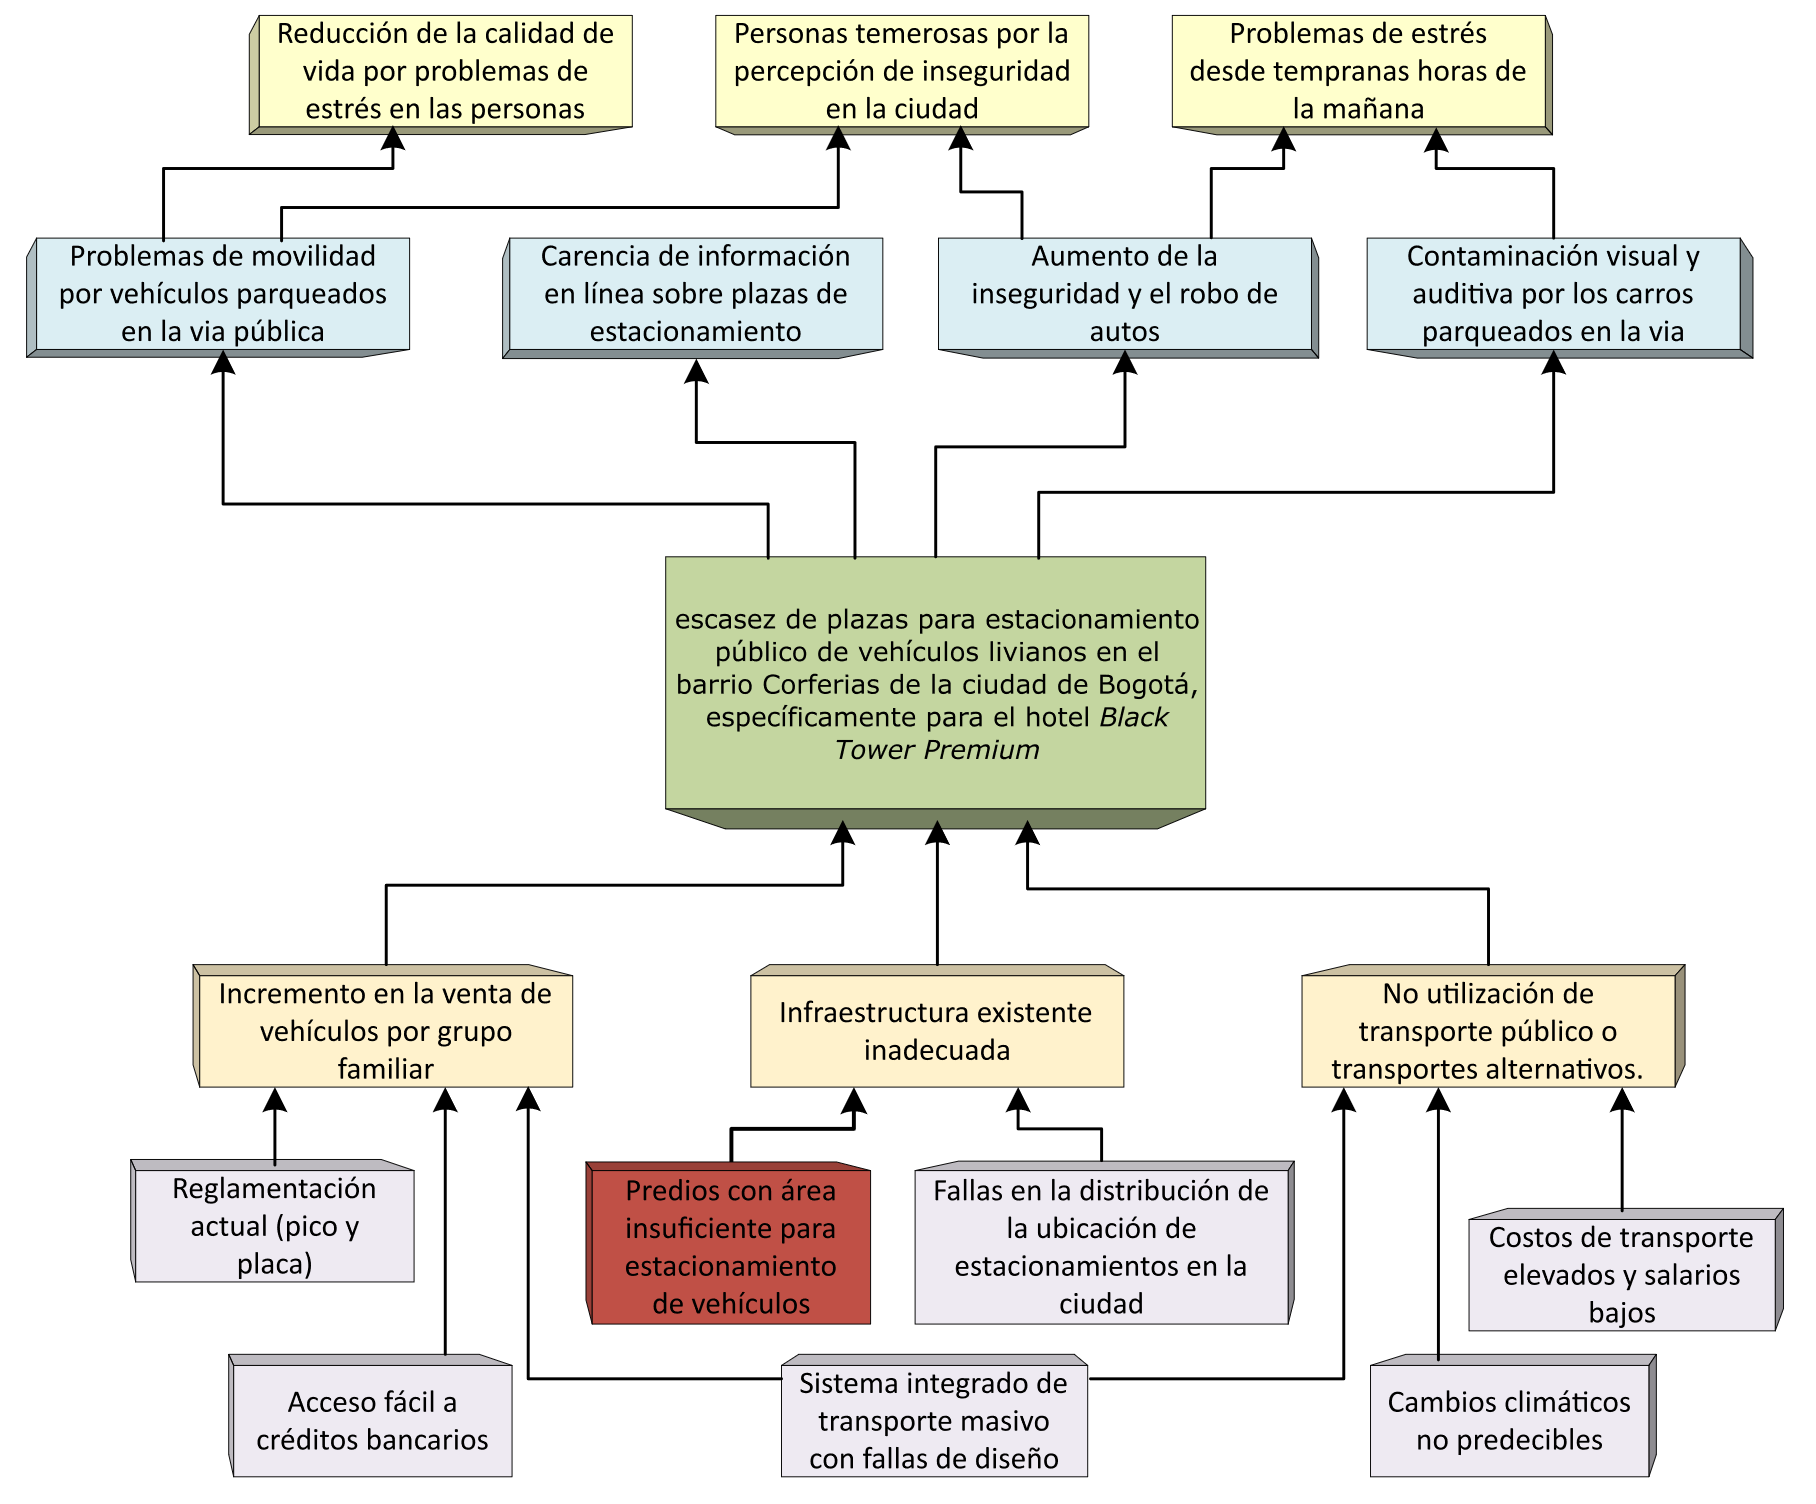 Reducción de la calidad de
vida por problemas de
estrés en las personas
Personas temerosas por la
percepción de inseguridad
en la ciudad
Problemas de estrés
desde tempranas horas de
la mañana
Problemas de movilidad
por vehículos parqueados
en la via pública
Carencia de información
en línea sobre plazas de
estacionamiento
Aumento de la
inseguridad y el robo de
autos
Contaminación visual y
auditiva por los carros
parqueados en la via
escasez de plazas para estacionamiento
público de vehículos livianos en el
barrio Corferias de la ciudad de Bogotá,
específicamente para el hotel Black
Tower Premium
Incremento en la venta de
vehículos por grupo
familiar
Infraestructura existente
inadecuada
No utilización de
transporte público o
transportes alternativos.
Reglamentación
actual (pico y
placa)
Predios con área
insuficiente para
estacionamiento
de vehículos
Fallas en la distribución de
la ubicación de
estacionamientos en la
ciudad
Costos de transporte
elevados y salarios
bajos
Acceso fácil a
créditos bancarios
Sistema integrado de
transporte masivo
con fallas de diseño
Cambios climáticos
no predecibles